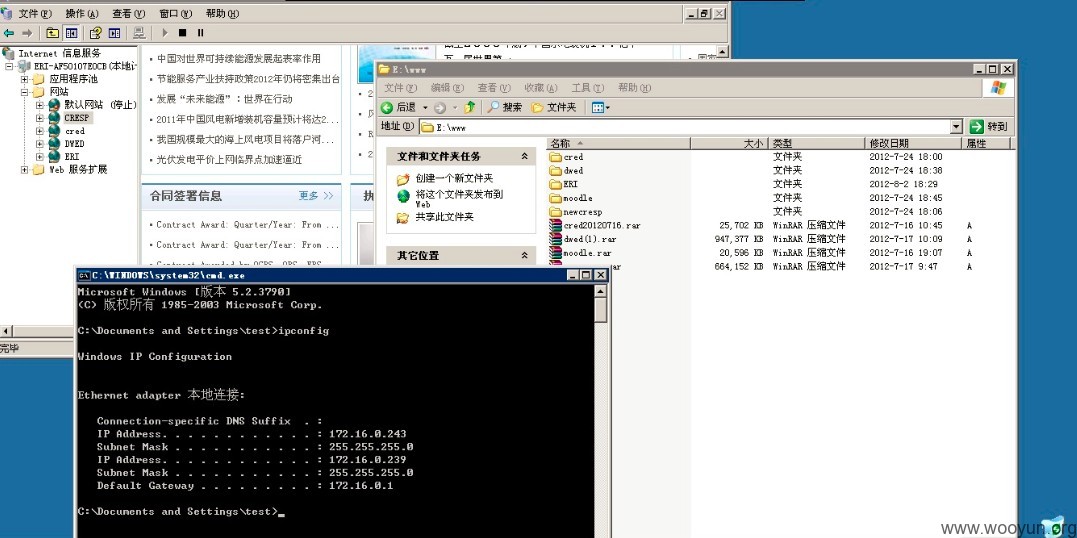 文件(F) 操作(A) 查看(V) 窗口(W) 帮助(H)
Internet 信息服务
ERI-AF50107E0CB(本地计
应用程序池
网站
默认网站 (停止)
CRESP
cred
DWED
ERI
Web 服务扩展
完毕
中国对世界可持续能源发展起表率作用
节能服务产业扶持政策2012年仍将密集出台
发展“未来能源”:世界在行动
2011年中国风电新增装机容量预计将达2...
我国规模最大的海上风电项目将落户河...
光伏发电平价上网临界点加速逼近
合同签署信息 更多 >>
Contract Award: Quarter/Year: From ...
Contract Award: Quarter/Year: From ...
E:\www
文件(F) 编辑(E) 查看(V) 收藏(A) 工具(T) 帮助(H)
后退 搜索 文件夹
地址(D) E:\www 转到
文件和文件夹任务
创建一个新文件夹
将这个文件夹发布到
Web
共享此文件夹
其它位置
名称 大小 类型 修改日期 属性
cred 文件夹 2012-7-24 18:00
dwed 文件夹 2012-7-24 18:38
ERI 文件夹 2012-8-2 18:29
moodle 文件夹 2012-7-24 18:45
newcresp 文件夹 2012-7-24 18:06
cred20120716.rar 25,702 KB WinRAR 压缩文件 2012-7-16 10:45 A
dwed(1).rar 947,377 KB WinRAR 压缩文件 2012-7-17 10:09 A
moodle.rar 20,596 KB WinRAR 压缩文件 2012-7-16 19:07 A
ar 664,152 KB WinRAR 压缩文件 2012-7-17 9:47 A
C:\WINDOWS\system32\cmd.exe
Microsoft Windows [版本 5.2.3790]
(C) 版权所有 1985-2003 Microsoft Corp.
C:\Documents and Settings\test>ipconfig
Windows IP Configuration
Ethernet adapter 本地连接:
Connection-specific DNS Suffix . :
IP Address. . . . . . . . . . . . : 172.16.0.243
Subnet Mask . . . . . . . . . . . : 255.255.255.0
IP Address. . . . . . . . . . . . : 172.16.0.239
Subnet Mask . . . . . . . . . . . : 255.255.255.0
Default Gateway . . . . . . . . . : 172.16.0.1
C:\Documents and Settings\test>_
www.wooyun.org